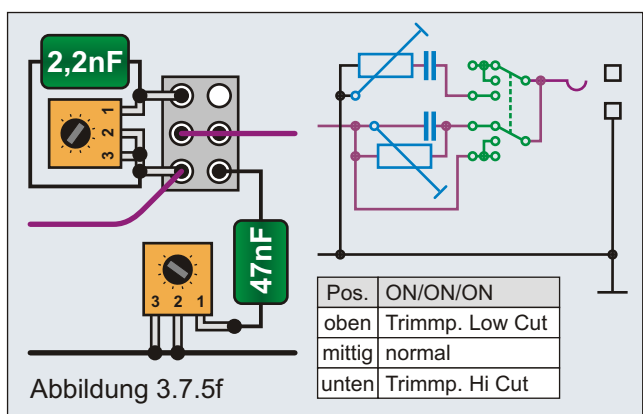 2,2nF
1
2
3
47nF
3 2 1
Pos. ON/ON/ON
oben Trimmp. Low Cut
mittig normal
unten Trimmp. Hi Cut
Abbildung 3.7.5f